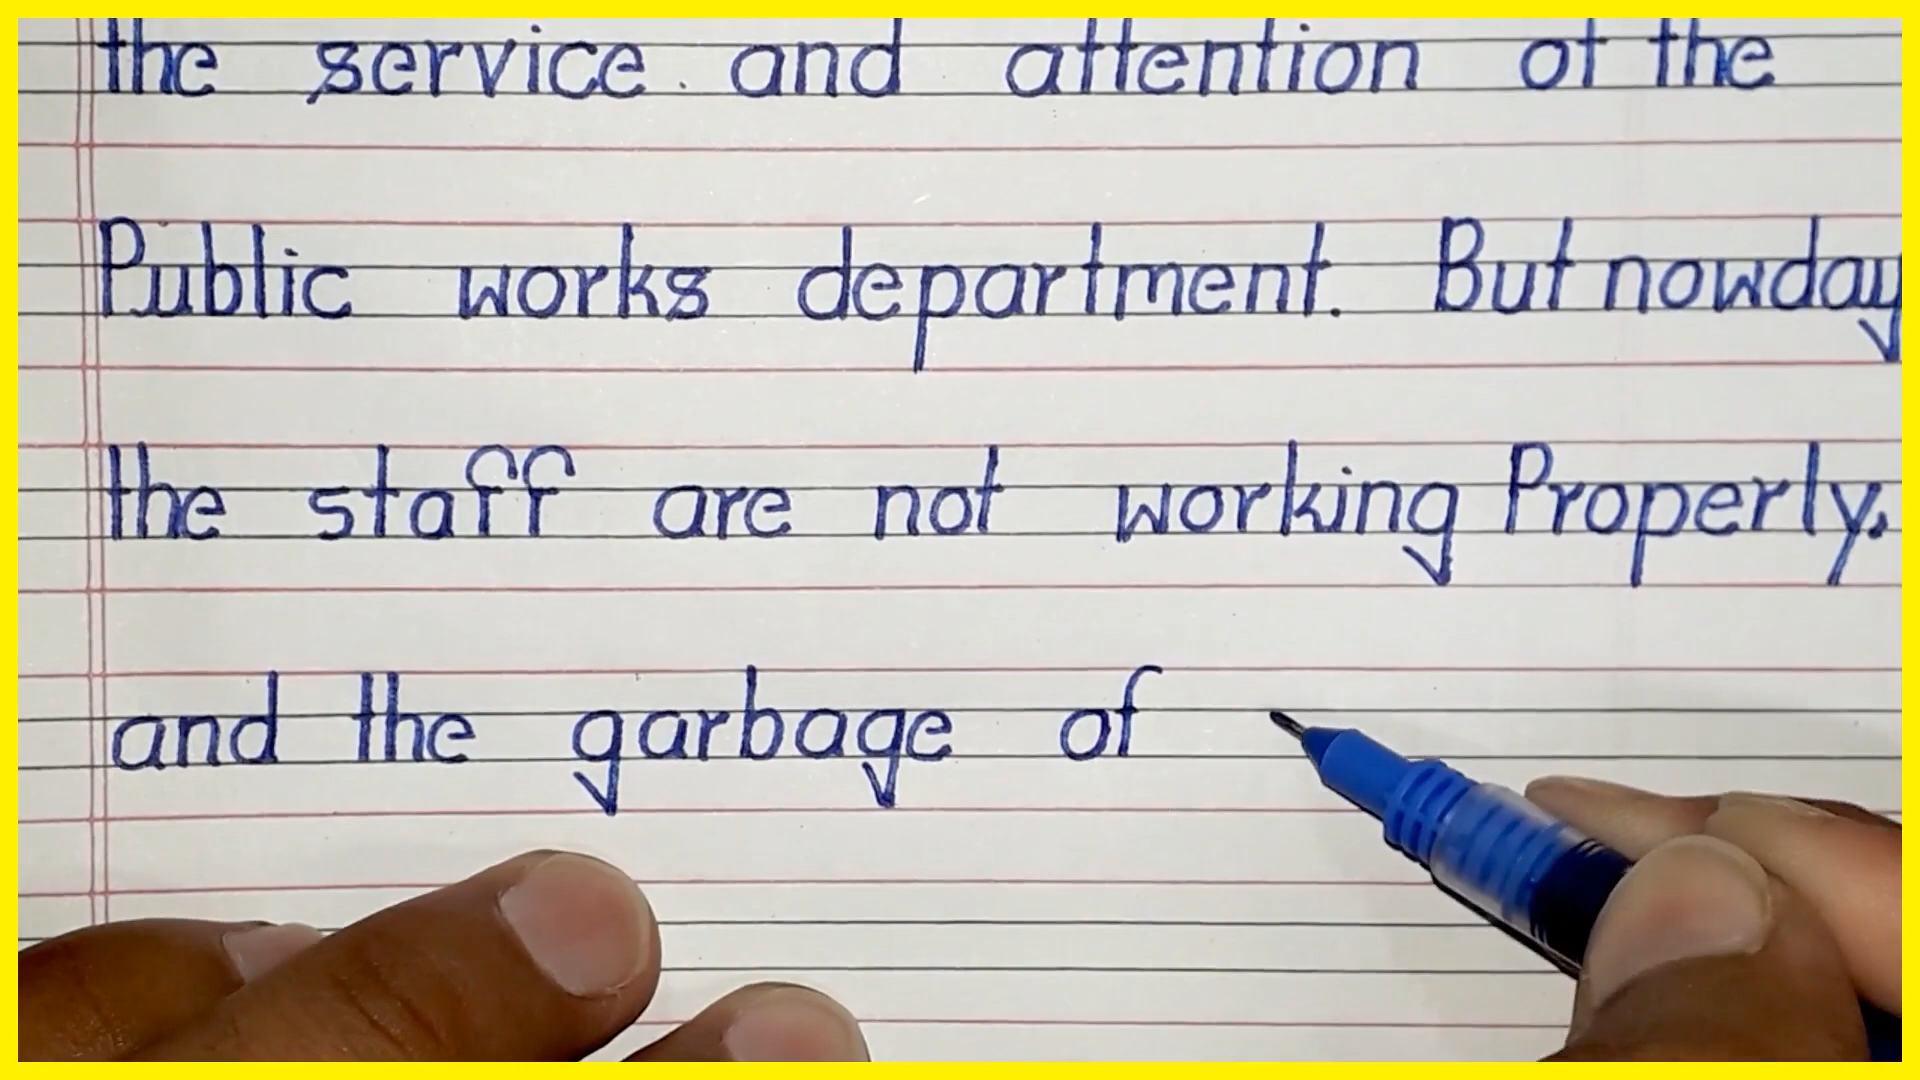 the service and attention of the
Public works department. But nowday
the staff are not working Properly.
and the garbage of